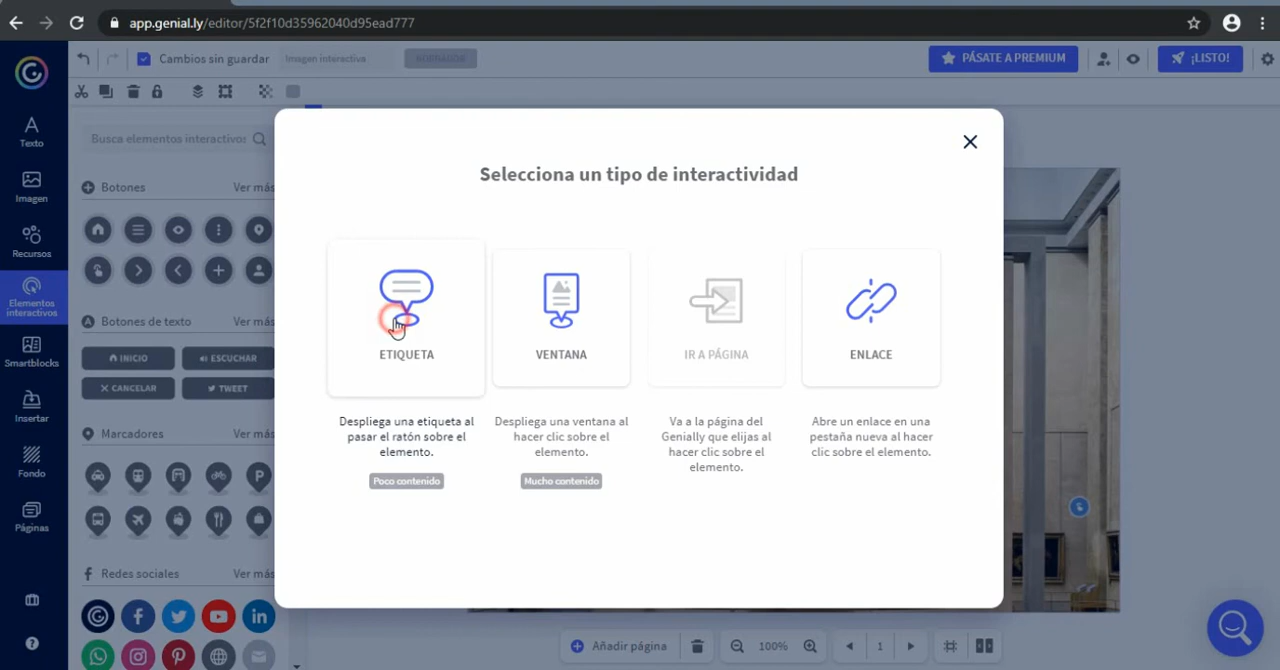 app.genial.ly/editor/5f2f10d35962040d95ead777
Cambios sin guardar
Imagen interactiva
PÁSATE A PREMIUM
¡LISTO!
Texto
Imagen
Recursos
Elementos
interactivos
Smartblocks
Insertar
Fondo
Páginas
Busca elementos interactivos
Botones
Ver más
Botones de texto
Ver más
INICIO
ESCUCHAR
CANCELAR
TWEET
Marcadores
Ver más
Redes sociales
Ver más
Selecciona un tipo de interactividad
ETIQUETA
Despliega una etiqueta al
pasar el ratón sobre el
elemento.
Poco contenido
VENTANA
Despliega una ventana al
hacer clic sobre el
elemento.
Mucho contenido
IR A PÁGINA
Va a la página del
Genially que elijas al
hacer clic sobre el
elemento.
ENLACE
Abre un enlace en una
pestaña nueva al hacer
clic sobre el elemento.
Añadir página
100%
1